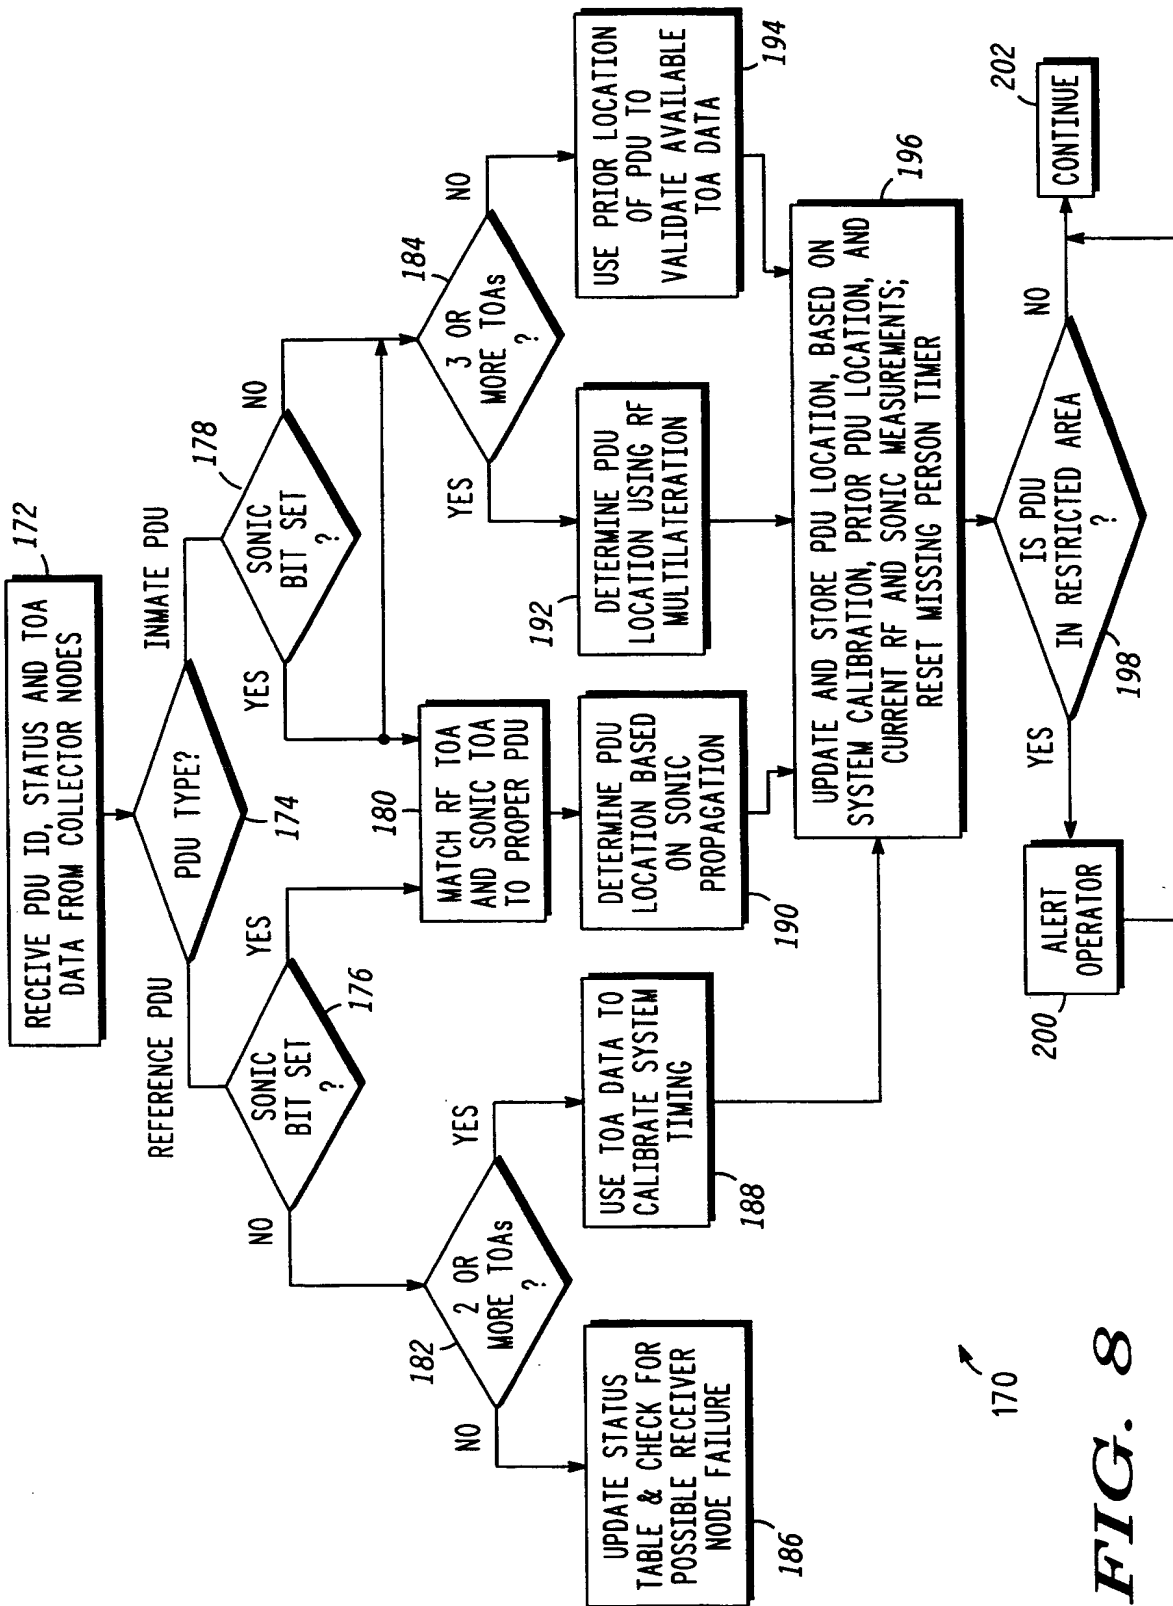 172
RECEIVE PDU ID, STATUS AND TOA
DATA FROM COLLECTOR NODES
REFERENCE PDU
PDU TYPE?
174
INMATE PDU
SONIC
BIT SET
?
176
NO
YES
SONIC
BIT SET
?
178
YES
NO
182
2 OR
MORE TOAs
?
NO
YES
180
MATCH RF TOA
AND SONIC TOA
TO PROPER PDU
3 OR
MORE TOAs
?
184
YES
NO
UPDATE STATUS
TABLE & CHECK FOR
POSSIBLE RECEIVER
NODE FAILURE
186
USE TOA DATA TO
CALIBRATE SYSTEM
TIMING
188
DETERMINE PDU
LOCATION BASED
ON SONIC
PROPAGATION
190
192
DETERMINE PDU
LOCATION USING RF
MULTILATERATION
USE PRIOR LOCATION
OF PDU TO
VALIDATE AVAILABLE
TOA DATA
194
UPDATE AND STORE PDU LOCATION, BASED ON
SYSTEM CALIBRATION, PRIOR PDU LOCATION, AND
CURRENT RF AND SONIC MEASUREMENTS;
RESET MISSING PERSON TIMER
196
IS PDU
IN RESTRICTED AREA
?
198
YES
NO
200
ALERT
OPERATOR
202
CONTINUE
170
FIG. 8